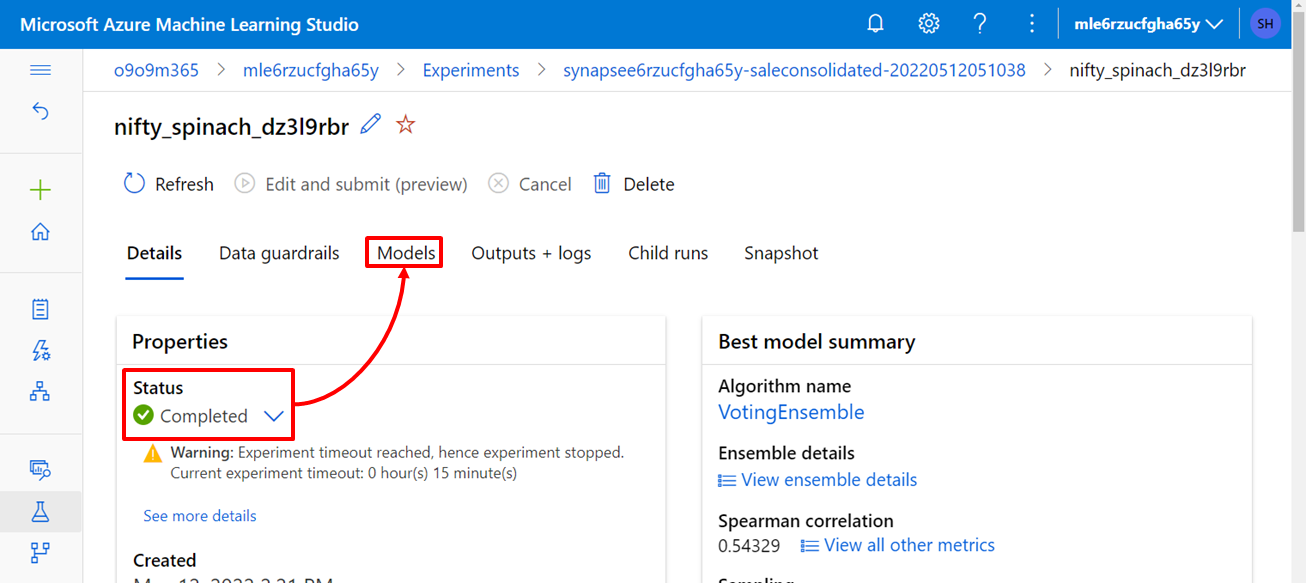 Microsoft Azure Machine Learning Studio
mle6rzucfgha65y
SH
o9o9m365 > mle6rzucfgha65y > Experiments > synapsee6rzucfgha65y-saleconsolidated-20220512051038 > nifty_spinach_dz3l9rbr
nifty_spinach_dz3l9rbr
Refresh Edit and submit (preview) Cancel Delete
Details Data guardrails Models Outputs + logs Child runs Snapshot
Properties
Status
Completed
Warning: Experiment timeout reached, hence experiment stopped.
Current experiment timeout: 0 hour(s) 15 minute(s)
See more details
Created
Best model summary
Algorithm name
VotingEnsemble
Ensemble details
View ensemble details
Spearman correlation
0.54329 View all other metrics